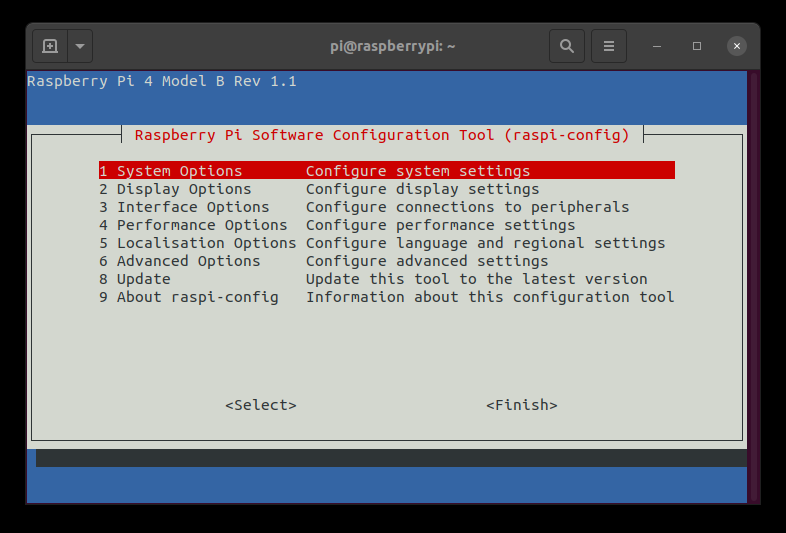 pi@raspberrypi: ~
Raspberry Pi 4 Model B Rev 1.1
Raspberry Pi Software Configuration Tool (raspi-config)
1 System Options Configure system settings
2 Display Options Configure display settings
3 Interface Options Configure connections to peripherals
4 Performance Options Configure performance settings
5 Localisation Options Configure language and regional settings
6 Advanced Options Configure advanced settings
8 Update Update this tool to the latest version
9 About raspi-config Information about this configuration tool
<Select> <Finish>